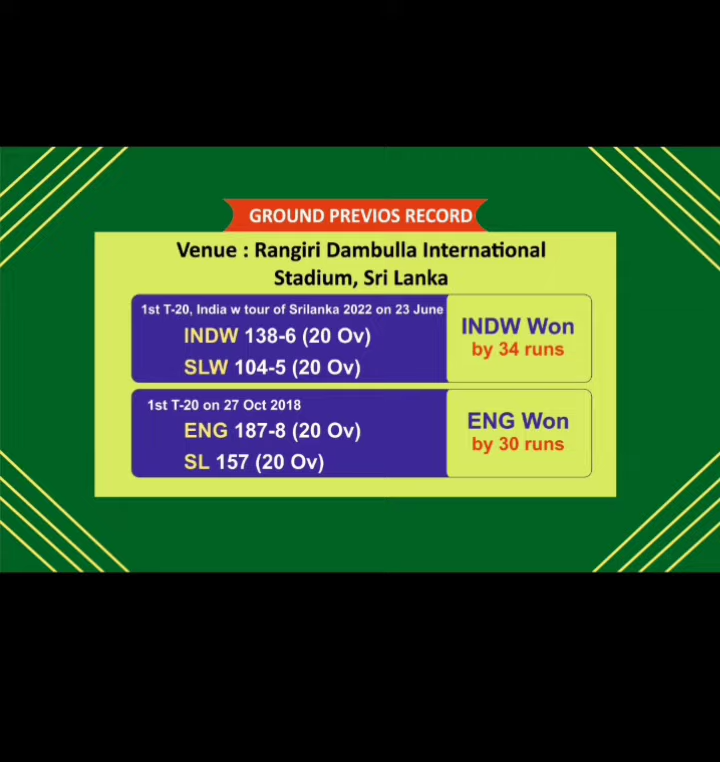 GROUND PREVIOS RECORD
Venue : Rangiri Dambulla International
Stadium, Sri Lanka
1st T-20, India w tour of Srilanka 2022 on 23 June
INDW 138-6 (20 Ov)
SLW 104-5 (20 Ov)
INDW Won
by 34 runs
1st T-20 on 27 Oct 2018
ENG 187-8 (20 Ov)
SL 157 (20 Ov)
ENG Won
by 30 runs